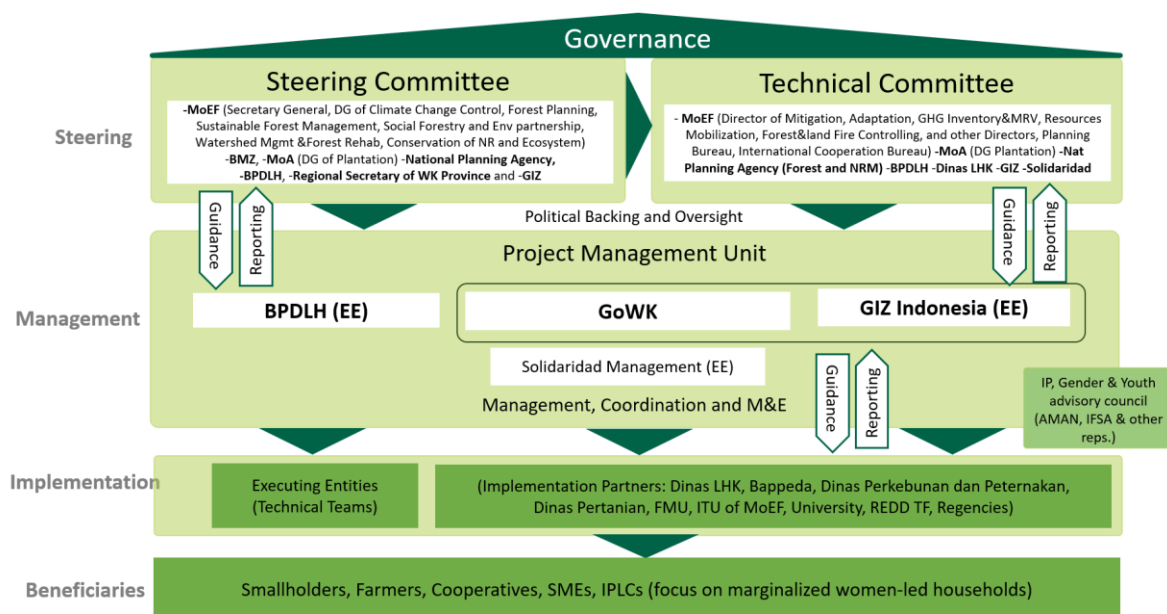 Governance
Steering
Steering Committee
-MoEF (Secretary General, DG of Climate Change Control, Forest Planning,
Sustainable Forest Management, Social Forestry and Env partnership,
Watershed Mgmt &Forest Rehab, Conservation of NR and Ecosystem)
-BMZ, -MoA (DG of Plantation) -National Planning Agency,
-BPDLH, -Regional Secretary of WK Province and -GIZ
Technical Committee
- MoEF (Director of Mitigation, Adaptation, GHG Inventory&MRV, Resources
Mobilization, Forest&land Fire Controlling, and other Directors, Planning
Bureau, International Cooperation Bureau) -MoA (DG Plantation) -Nat
Planning Agency (Forest and NRM) -BPDLH -Dinas LHK -GIZ -Solidaridad
Guidance
Reporting
Political Backing and Oversight
Guidance
Reporting
Management
Project Management Unit
BPDLH (EE)
GoWK
GIZ Indonesia (EE)
Solidaridad Management (EE)
Management, Coordination and M&E
Guidance
Reporting
IP, Gender & Youth
advisory council
(AMAN, IFSA & other
reps.)
Implementation
Executing Entities
(Technical Teams)
(Implementation Partners: Dinas LHK, Bappeda, Dinas Perkebunan dan Peternakan,
Dinas Pertanian, FMU, ITU of MoEF, University, REDD TF, Regencies)
Beneficiaries
Smallholders, Farmers, Cooperatives, SMEs, IPLCs (focus on marginalized women-led households)